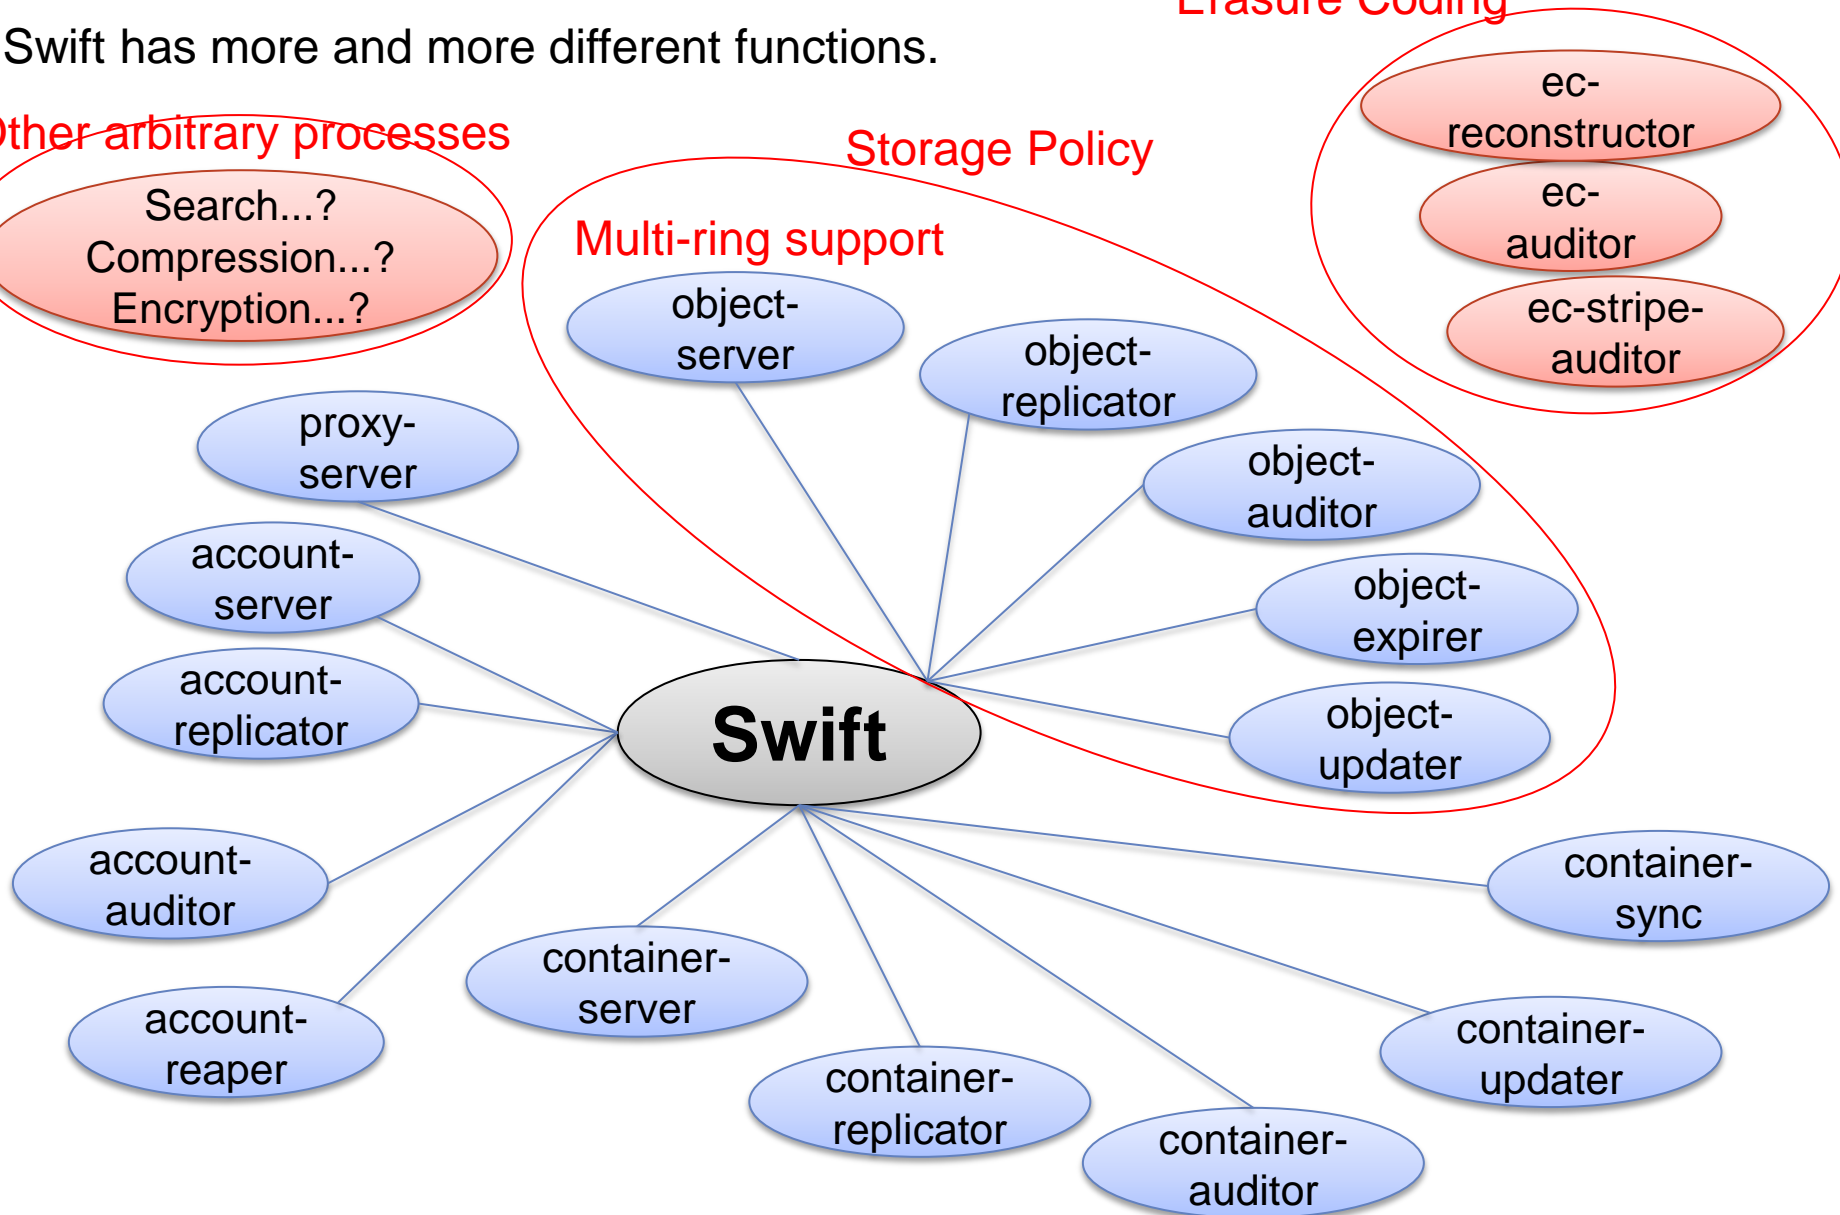 Erasure Coding
Swift has more and more different functions.
Other arbitrary processes
Search...?
Compression...?
Encryption...?
Storage Policy
Multi-ring support
ec-
reconstructor
ec-
auditor
ec-stripe-
auditor
object-
server
object-
replicator
object-
auditor
object-
expirer
object-
updater
proxy-
server
account-
server
account-
replicator
account-
auditor
account-
reaper
Swift
container-
server
container-
replicator
container-
auditor
container-
updater
container-
sync